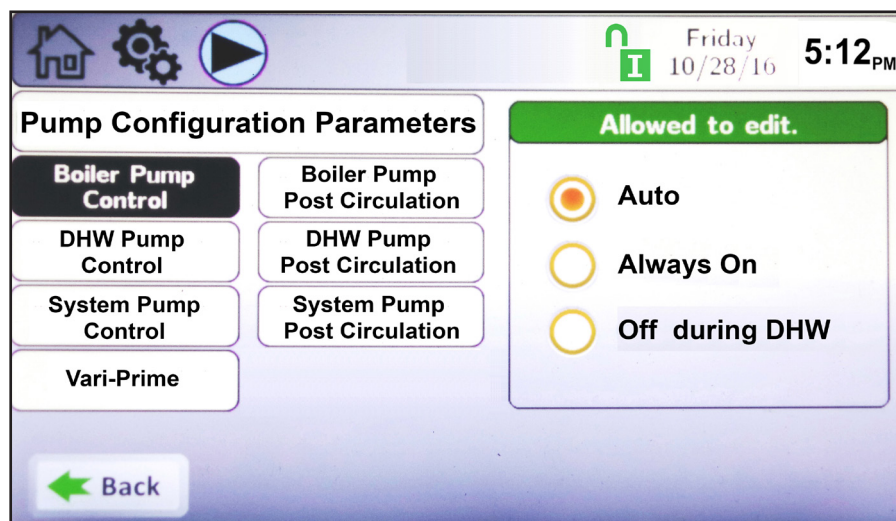 Friday
10/28/16
5:12PM
I
Pump Configuration Parameters
Allowed to edit.
Boiler Pump
Control
Boiler Pump
Post Circulation
DHW Pump
Control
DHW Pump
Post Circulation
System Pump
Control
System Pump
Post Circulation
Vari-Prime
Auto
Always On
Off during DHW
Back